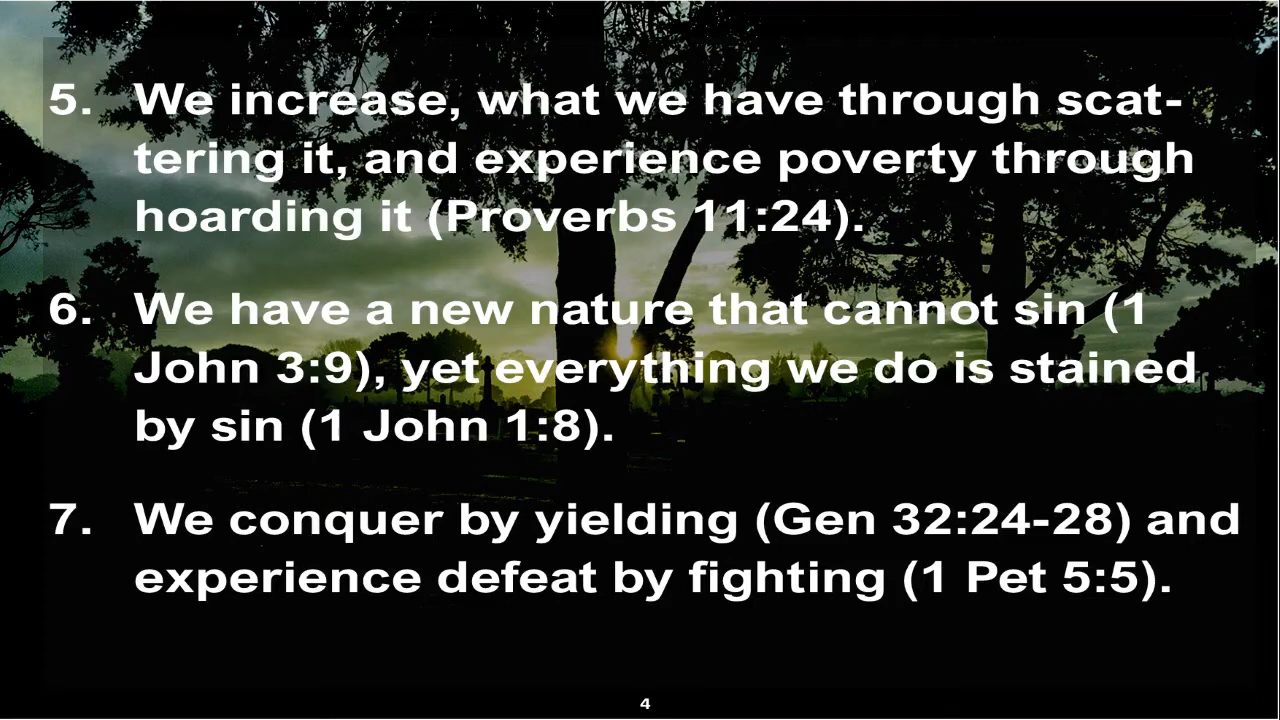 5. We increase, what we have through scat-
tering it, and experience poverty through
hoarding it (Proverbs 11:24).
6. We have a new nature that cannot sin (1
John 3:9), yet everything we do is stained
by sin (1 John 1:8).
7. We conquer by yielding (Gen 32:24-28) and
experience defeat by fighting (1 Pet 5:5).
4